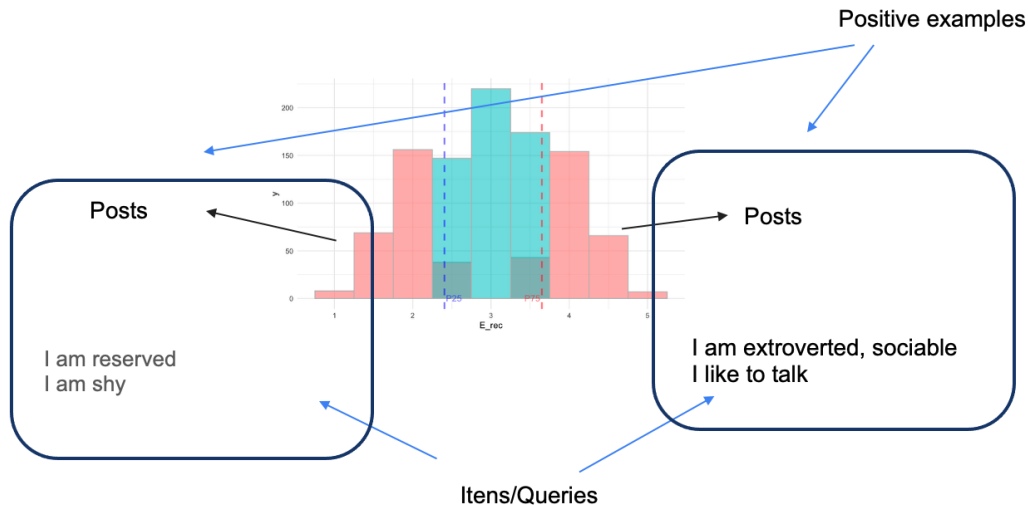 Positive examples
200
150
100
50
0
y
P25
P75
1
2
3
4
5
E_rec
Posts
I am reserved
I am shy
Posts
I am extroverted, sociable
I like to talk
Itens/Queries